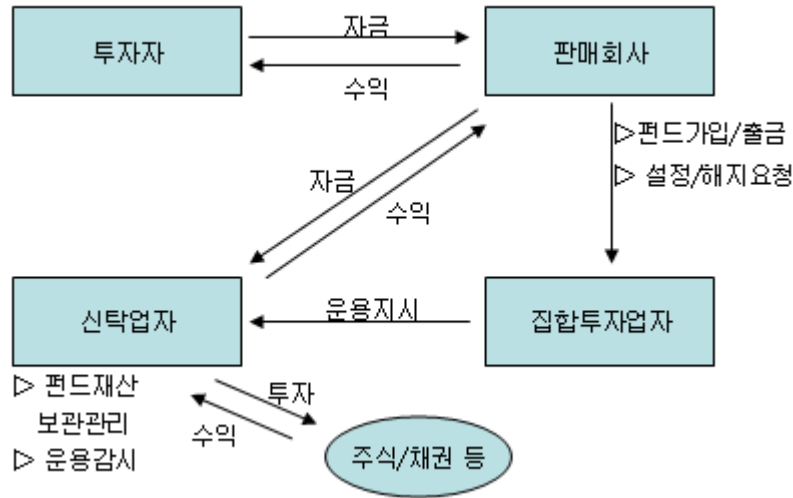 자금
투자자
판매회사
수익
▷펀드가입/출금
▷ 설정/해지요청
자금
수익
신탁업자
운용지시
집합투자업자
▷ 펀드재산
보관관리
▷ 운용감시
투자
수익
주식/채권 등